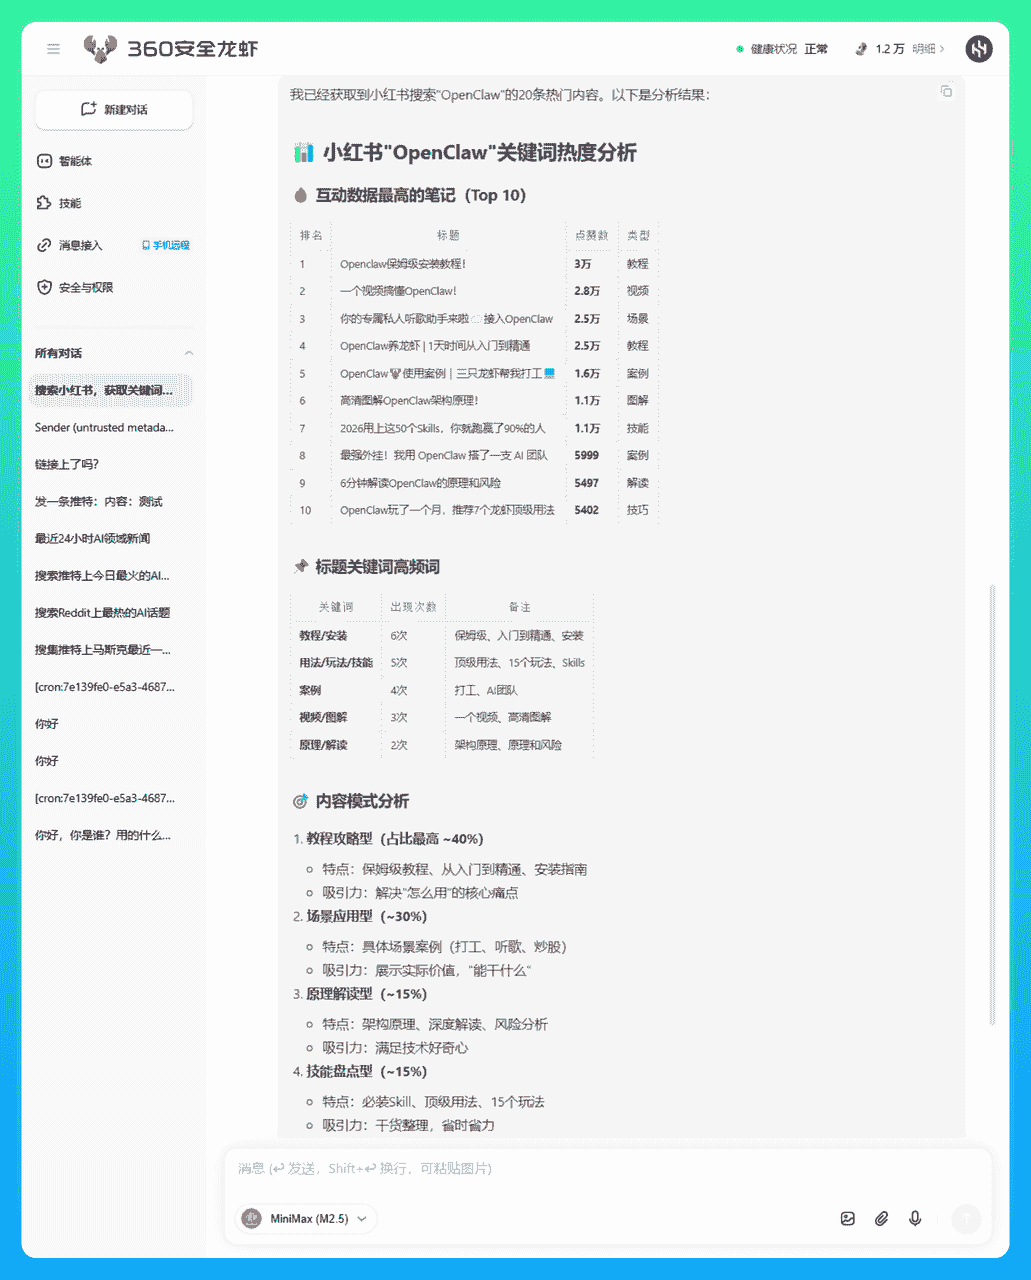 360安全龙虾
健康状况 正常
1.2 万 明细 >
新建对话
智能体
技能
消息接入 手机远程
安全与权限
所有对话
搜索小红书，获取关键词...
Sender (untrusted metada...
链接上了吗?
发一条推特：内容：测试
最近24小时AI领域新闻
搜索推特上今日最火的AI...
搜索Reddit上最热的AI话题
搜集推特上马斯克最近一...
[cron:7e139fe0-e5a3-4687...
你好
你好
[cron:7e139fe0-e5a3-4687...
你好，你是谁？用的什么...
我已经获取到小红书搜索"OpenClaw"的20条热门内容。以下是分析结果：
小红书"OpenClaw"关键词热度分析
互动数据最高的笔记（Top 10）
排名 标题 点赞数 类型
1 Openclaw保姆级安装教程! 3万 教程
2 一个视频搞懂OpenClaw! 2.8万 视频
3 你的专属私人听歌助手来啦 接入OpenClaw 2.5万 场景
4 OpenClaw养龙虾 | 1天时间从入门到精通 2.5万 教程
5 OpenClaw 使用案例 | 三只龙虾帮我打工 1.6万 案例
6 高清图解OpenClaw架构原理! 1.1万 图解
7 2026用上这50个Skills，你就跑赢了90%的人 1.1万 技能
8 最强外挂！我用 OpenClaw 搭了一支 AI 团队 5999 案例
9 6分钟解读OpenClaw的原理和风险 5497 解读
10 OpenClaw玩了一个月，推荐7个龙虾顶级用法 5402 技巧
标题关键词高频词
关键词 出现次数 备注
教程/安装 6次 保姆级、入门到精通、安装
用法/玩法/技能 5次 顶级用法、15个玩法、Skills
案例 4次 打工、AI团队
视频/图解 3次 一个视频、高清图解
原理/解读 2次 架构原理、原理和风险
内容模式分析
1. 教程攻略型（占比最高 ~40%）
特点：保姆级教程、从入门到精通、安装指南
吸引力：解决"怎么用"的核心痛点
2. 场景应用型（~30%）
特点：具体场景案例（打工、听歌、炒股）
吸引力：展示实际价值，"能干什么"
3. 原理解读型（~15%）
特点：架构原理、深度解读、风险分析
吸引力：满足技术好奇心
4. 技能盘点型（~15%）
特点：必装Skill、顶级用法、15个玩法
吸引力：干货整理，省时省力
消息 (↩ 发送，Shift+↩ 换行，可粘贴图片)
MiniMax (M2.5)